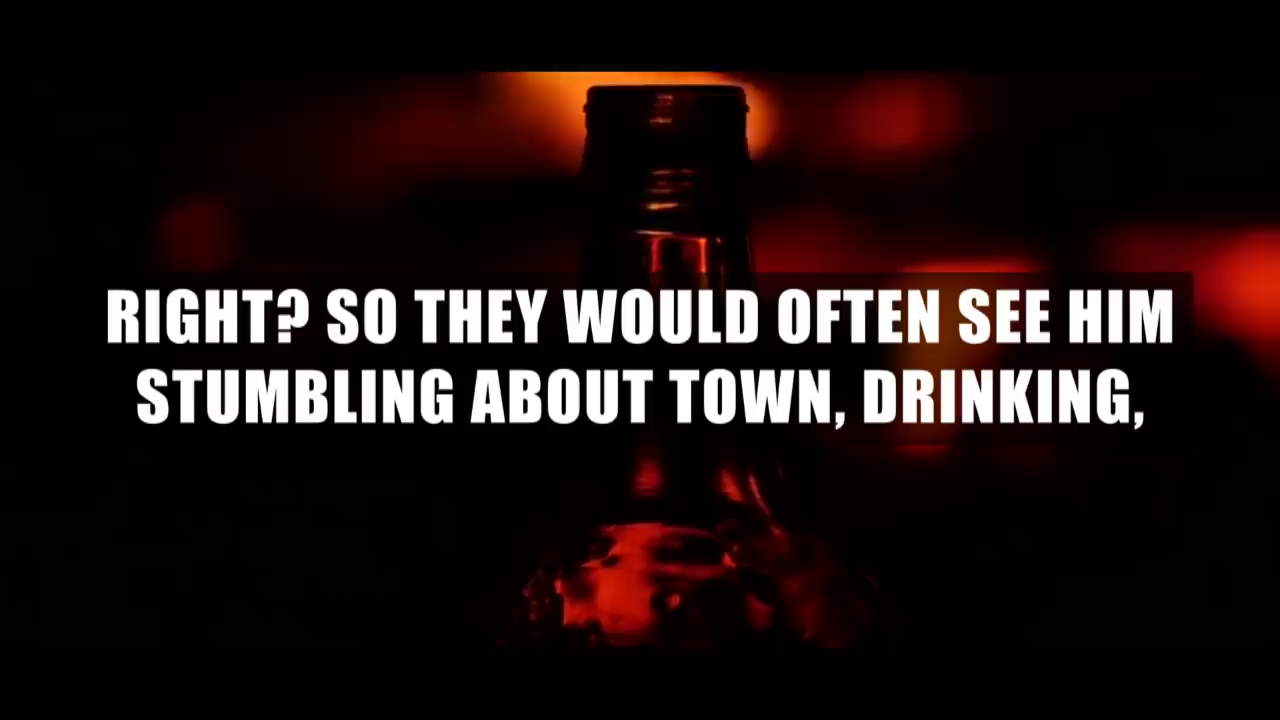 RIGHT? SO THEY WOULD OFTEN SEE HIM
STUMBLING ABOUT TOWN, DRINKING,